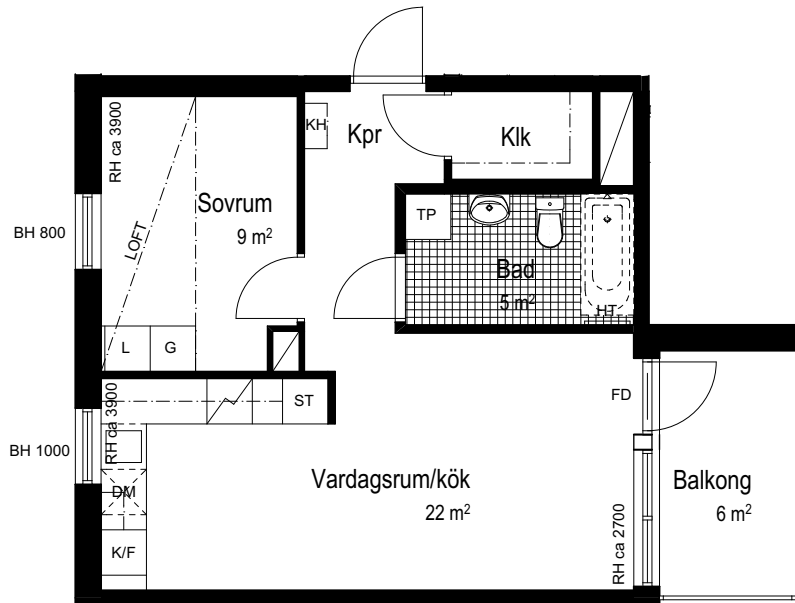 RH ca 3900
KH
Kpr
Klk
BH 800
LOFT
Sovrum
9 m²
TP
Bad
5 m²
HT
L
G
RH ca 3900
ST
FD
BH 1000
DM
K/F
Vardagsrum/kök
22 m²
RH ca 2700
Balkong
6 m²